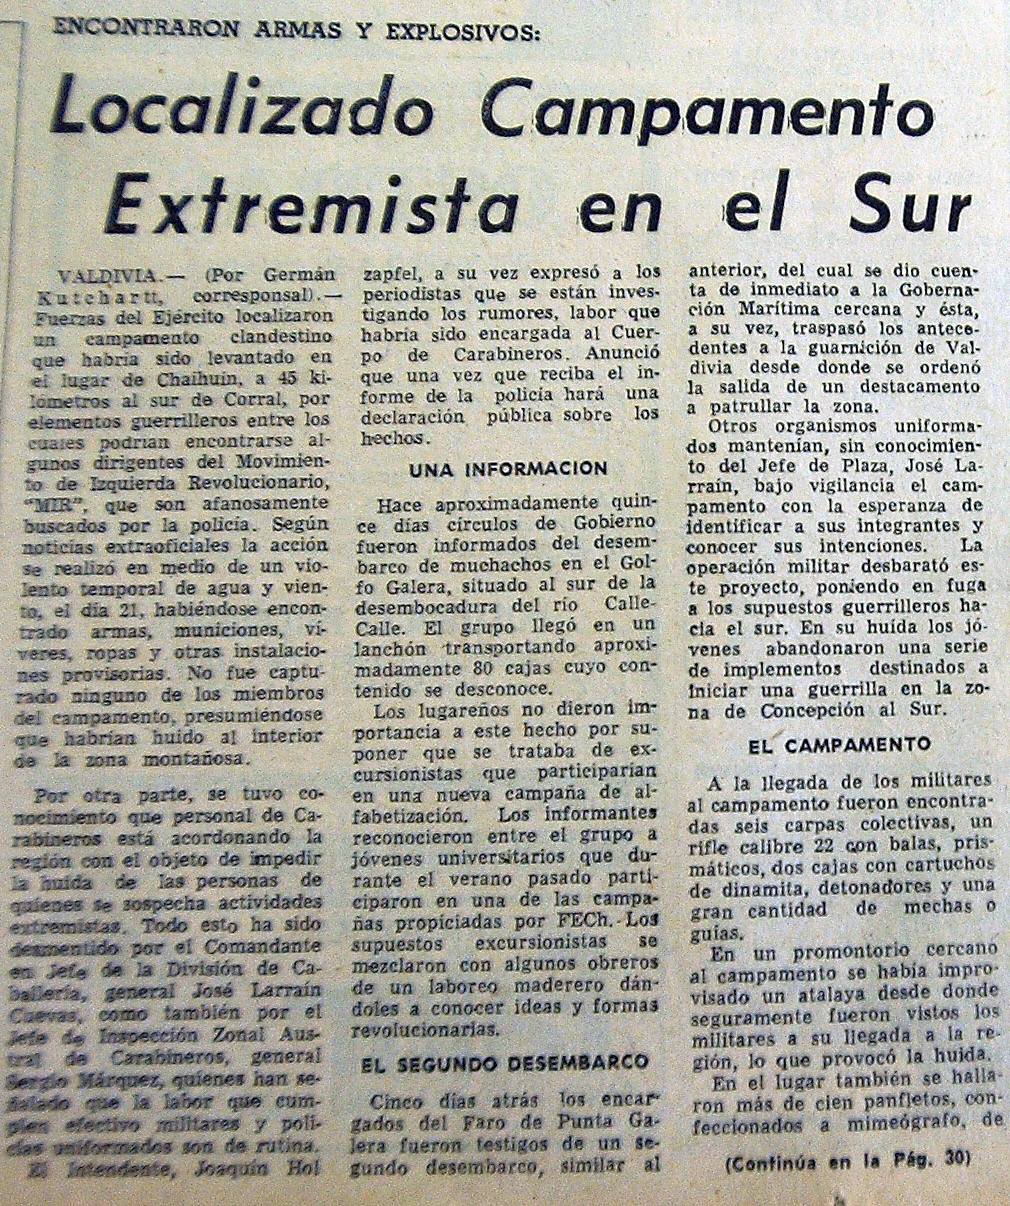 ENCONTRARON ARMAS Y EXPLOSIVOS:
Localizado Campamento
Extremista en el Sur
VALDIVIA.— (Por Germán
Kutchartt, corresponsal).—
Fuerzas del Ejército localizaron
un campamento clandestino
que habría sido levantado en
el lugar de Chaihuín, a 45 ki-
lómetros al sur de Corral, por
elementos guerrilleros entre los
cuales podrían encontrarse al-
gunos dirigentes del Movimien-
to de Izquierda Revolucionario,
"MIR", que son afanosamente
buscados por la policía. Según
noticias extraoficiales la acción
se realizó en medio de un vio-
lento temporal de agua y vien-
to, el día 21, habiéndose encon-
trado armas, municiones, ví-
veres, ropas y otras instalacio-
nes provisorias. No fue captu-
rado ninguno de los miembros
del campamento, presumiéndose
que habrían huido al interior
de la zona montañosa.
Por otra parte, se tuvo co-
nocimiento que personal de Ca-
rabineros está acordonando la
región con el objeto de impedir
la huida de las personas de
quienes se sospecha actividades
extremistas. Todo esto ha sido
desmentido por el Comandante
en Jefe de la División de Ca-
ballería, general José Larraín
Cuevas, como también por el
Jefe de Inspección Zonal Aus-
tral de Carabineros, general
Sergio Márquez, quienes han se-
ñalado que la labor que cum-
plen efectivo militares y poli-
cías uniformados son de rutina.
El Intendente, Joaquín Hol
zapfel, a su vez expresó a los
periodistas que se están inves-
tigando los rumores, labor que
habría sido encargada al Cuer-
po de Carabineros. Anunció
que una vez que reciba el in-
forme de la policía hará una
declaración pública sobre los
hechos.
UNA INFORMACION
Hace aproximadamente quin-
ce días círculos de Gobierno
fueron informados del desem-
barco de muchachos en el Gol-
fo Galera, situado al sur de la
desembocadura del río Calle-
Calle. El grupo llegó en un
lanchón transportando aproxi-
madamente 80 cajas cuyo con-
tenido se desconoce.
Los lugareños no dieron im-
portancia a este hecho por su-
poner que se trataba de ex-
cursionistas que participarían
en una nueva campaña de al-
fabetización. Los informantes
reconocieron entre el grupo a
jóvenes universitarios que du-
rante el verano pasado parti-
ciparon en una de las campa-
ñas propiciadas por FECh. Los
supuestos excursionistas se
mezclaron con algunos obreros
de un laboreo maderero dán-
doles a conocer ideas y formas
revolucionarias.
EL SEGUNDO DESEMBARCO
Cinco días atrás los encar-
gados del Faro de Punta Ga-
lera fueron testigos de un se-
gundo desembarco, similar al
anterior, del cual se dio cuen-
ta de inmediato a la Goberna-
ción Marítima cercana y ésta,
a su vez, traspasó los antece-
dentes a la guarnición de Val-
divia desde donde se ordenó
la salida de un destacamento
a patrullar la zona.
Otros organismos uniforma-
dos mantenían, sin conocimien-
to del Jefe de Plaza, José La-
rraín, bajo vigilancia el cam-
pamento con la esperanza de
identificar a sus integrantes y
conocer sus intenciones. La
operación militar desbarató es-
te proyecto, poniendo en fuga
a los supuestos guerrilleros ha-
cia el sur. En su huída los jó-
venes abandonaron una serie
de implementos destinados a
iniciar una guerrilla en la zo-
na de Concepción al Sur.
EL CAMPAMENTO
A la llegada de los militares
al campamento fueron encontra-
das seis carpas colectivas, un
rifle calibre 22 con balas, pris-
máticos, dos cajas con cartuchos
de dinamita, detonadores y una
gran cantidad de mechas o
guías.
En un promontorio cercano
al campamento se había impro-
visado un atalaya desde donde
seguramente fueron vistos los
militares a su llegada a la re-
gión, lo que provocó la huida.
En el lugar también se halla-
ron más de cien panfletos, con-
feccionados a mimeógrafo, de
(Continúa en la Pág. 30)